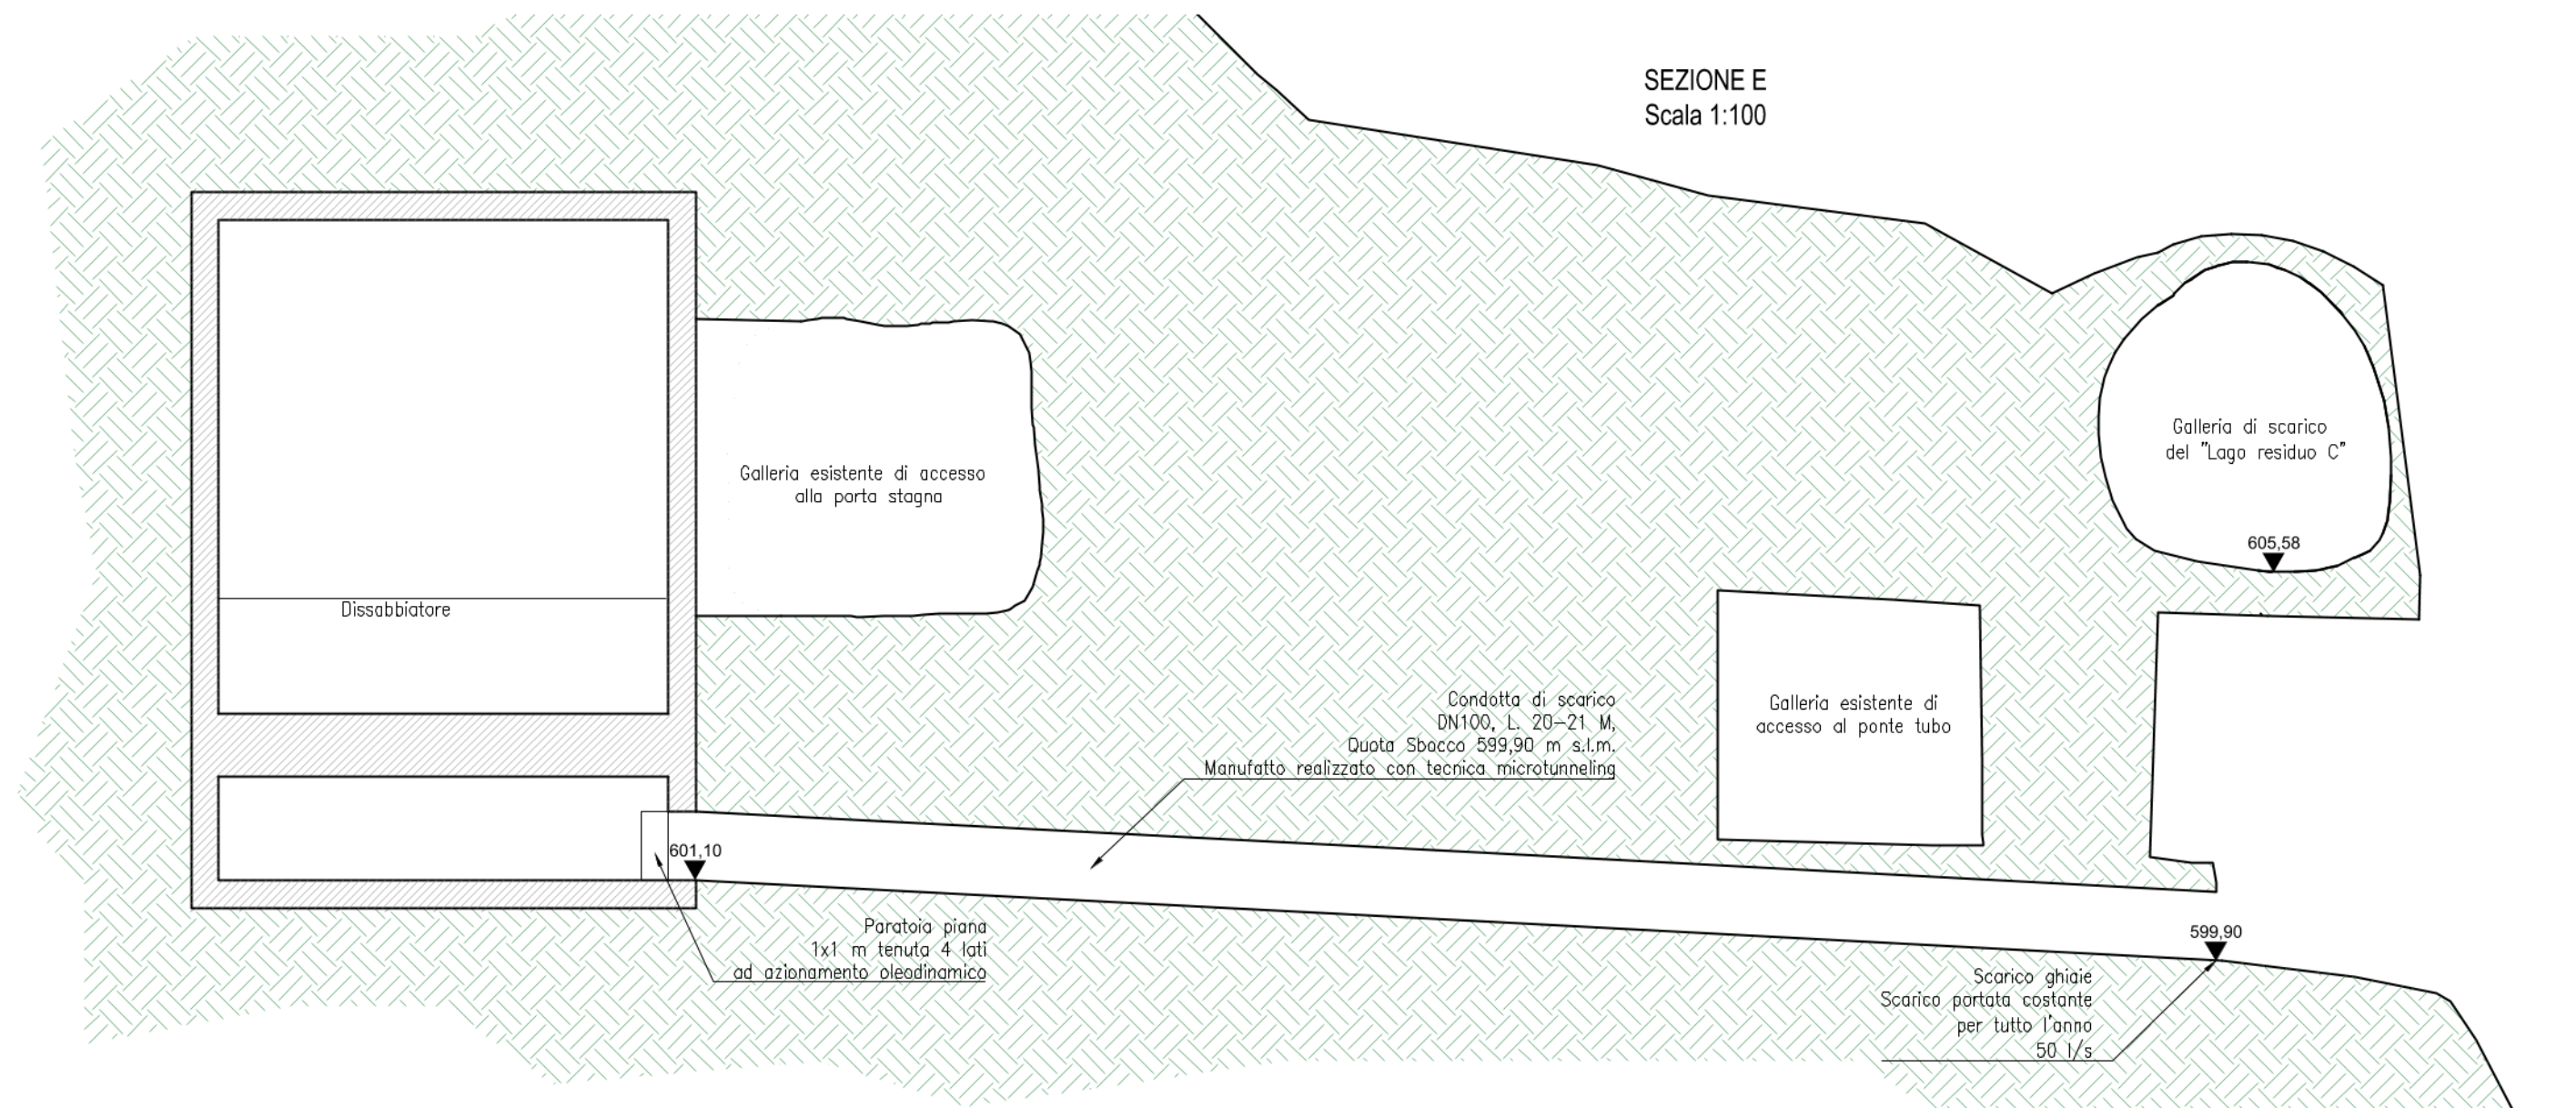 SEZIONE E
Scala 1:100
Galleria di scarico
del "Lago residuo C"
605,58
Galleria esistente di accesso
alla porta stagna
Dissabbiatore
Condotta di scarico
DN100, L. 20-21 M,
Quota Sbocco 599,90 m s.l.m.
Manufatto realizzato con tecnica microtunneling
Galleria esistente di
accesso al ponte tubo
601,10
Paratoia piana
1x1 m tenuta 4 lati
ad azionamento oleodinamico
599,90
Scarico ghiaie
Scarico portata costante
per tutto l'anno
50 l/s